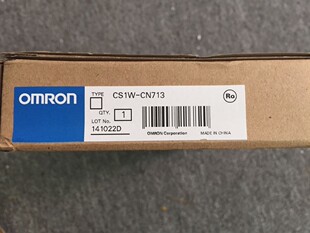 OMRON
TYPE CS1W-CN713
QTY. 1
LOT No. 141022D
OMRON Corporation MADE IN CHINA
Ro